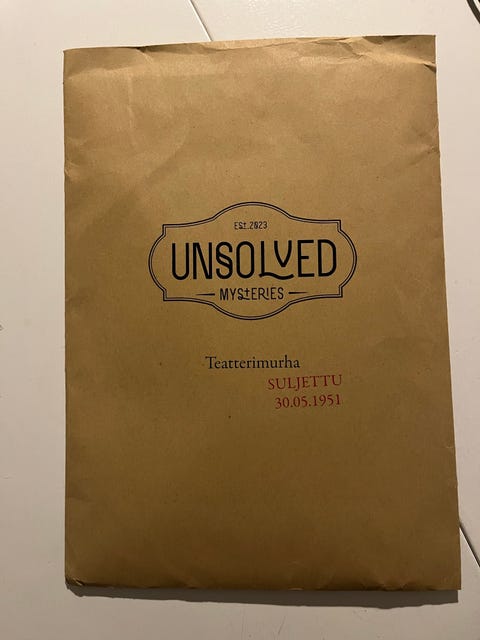 EST.2023
UNSOLVED
MYSTERIES
Teatterimurha
SULJETTU
30.05.1951